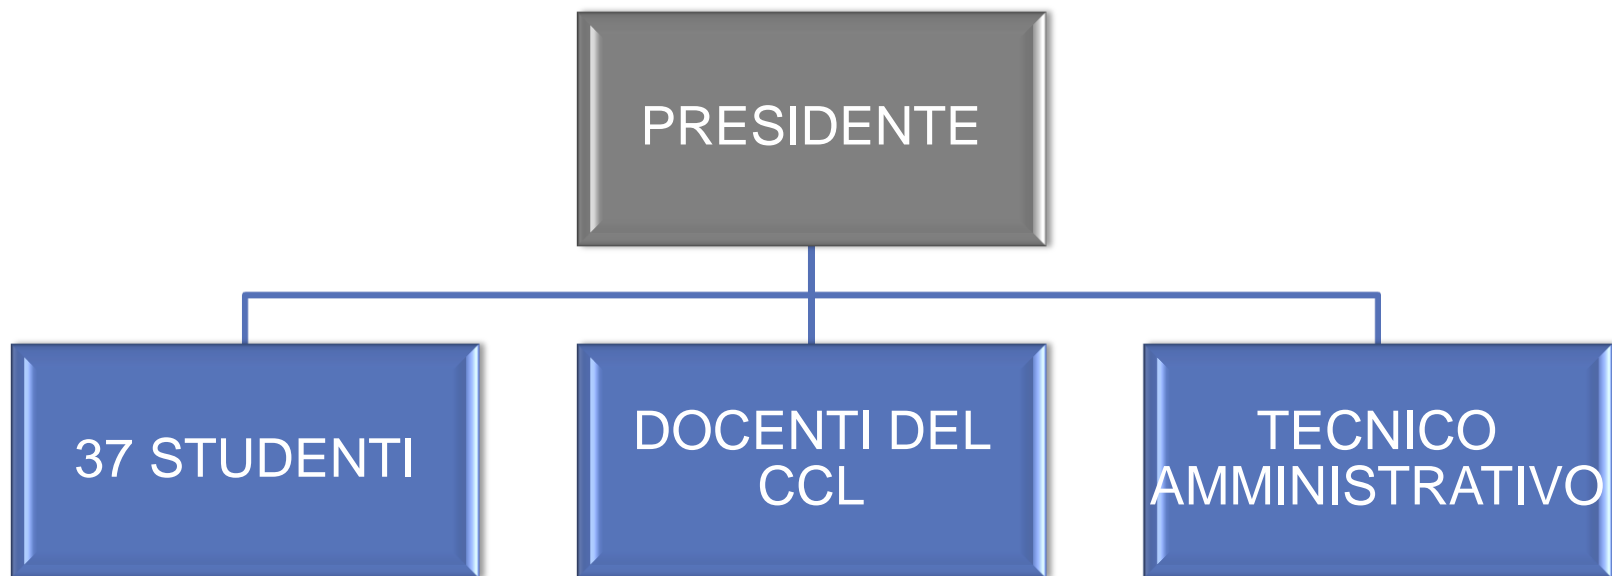 PRESIDENTE
37 STUDENTI
DOCENTI DEL
CCL
TECNICO
AMMINISTRATIVO